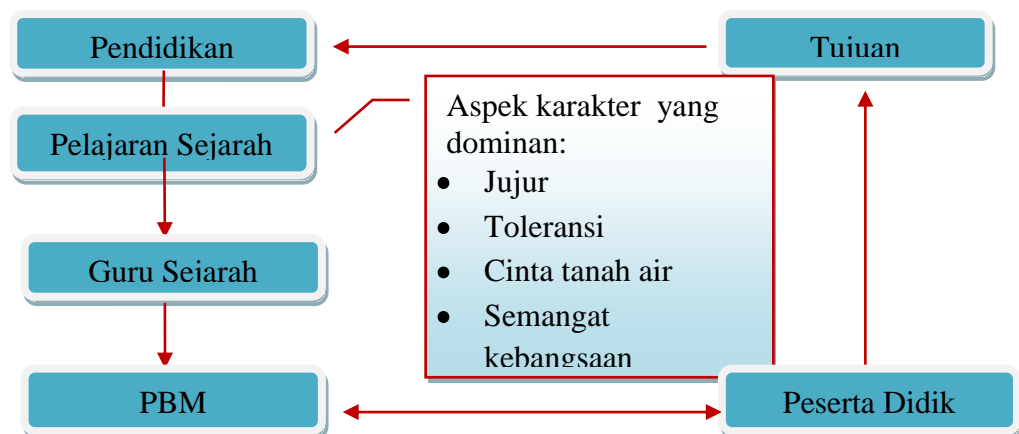 Pendidikan
Tujuan
Pelajaran Sejarah
Aspek karakter yang
dominan:
• Jujur
• Toleransi
• Cinta tanah air
• Semangat
kebangsaan
Guru Sejarah
PBM
Peserta Didik